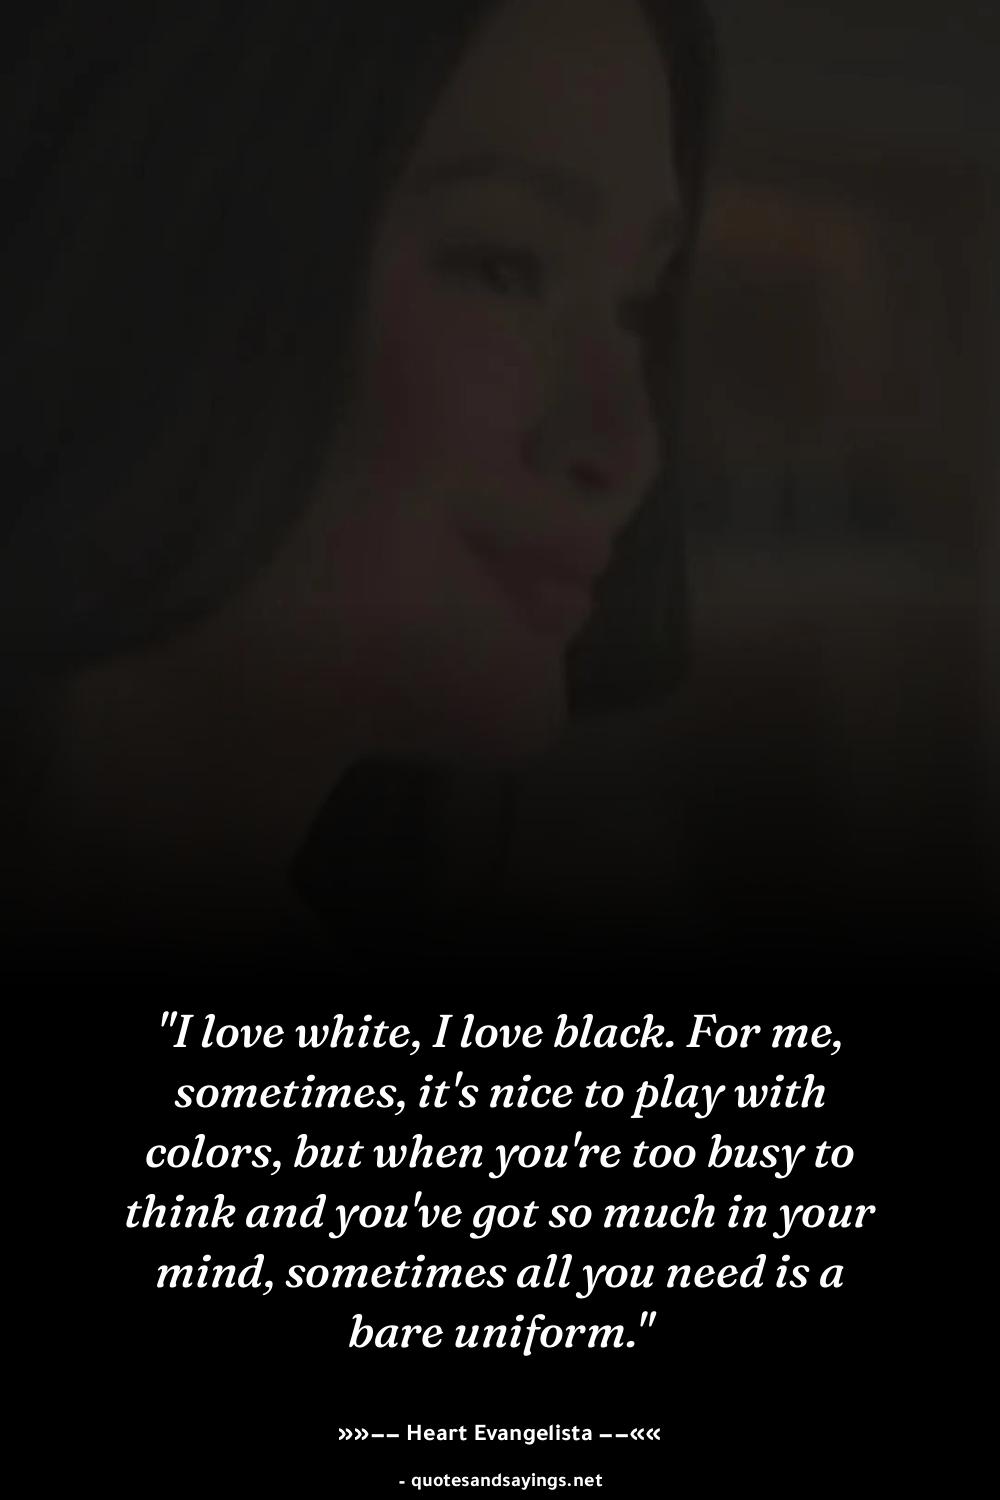 "I love white, I love black. For me,
sometimes, it's nice to play with
colors, but when you're too busy to
think and you've got so much in your
mind, sometimes all you need is a
bare uniform."
»»−− Heart Evangelista −−««
- quotesandsayings.net